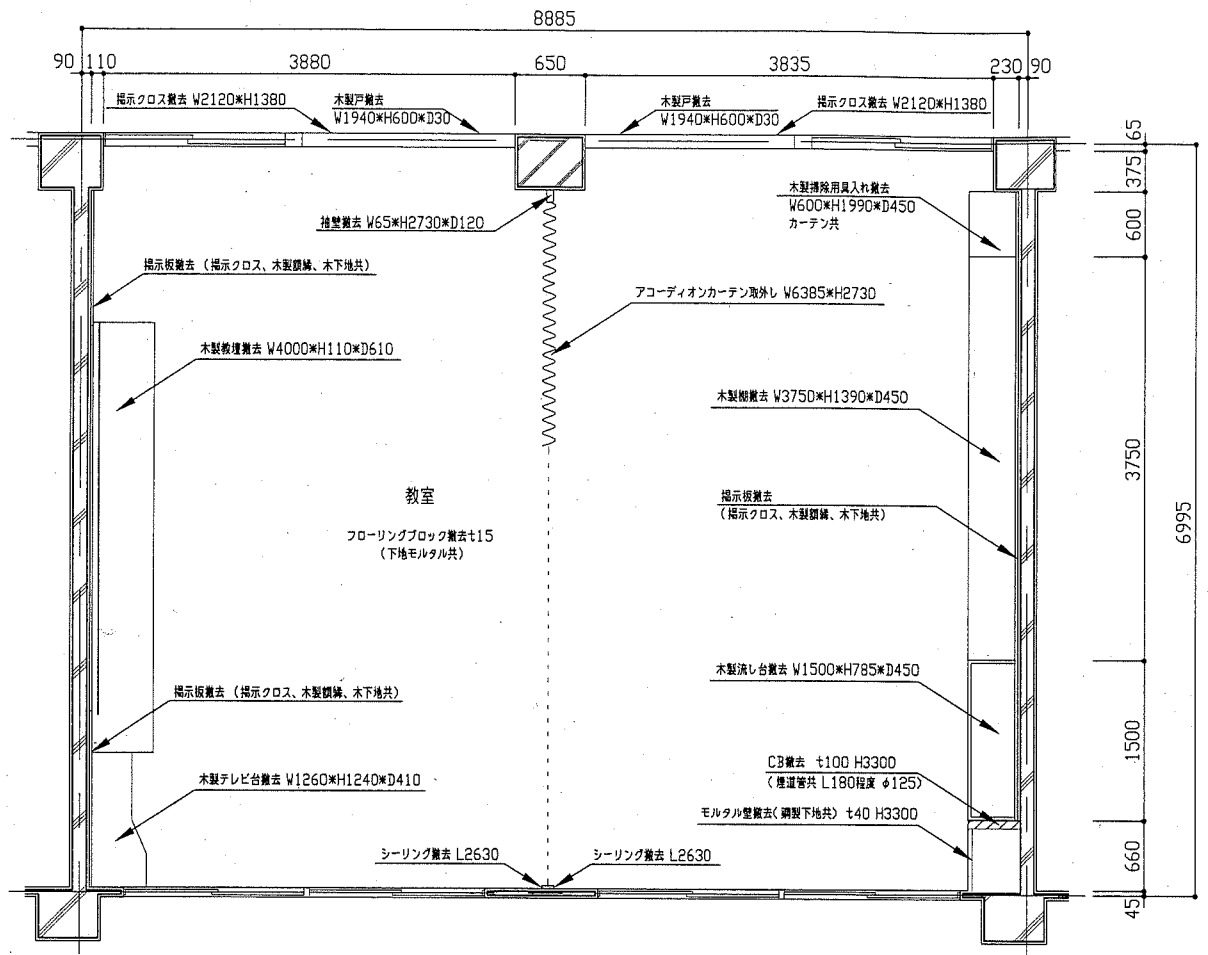 8885
90 110 3880 650 3835 230 90
掲示クロス撤去 W2120*H1380
木製戸撤去
W1940*H600*D30
木製戸撤去
W1940*H600*D30
掲示クロス撤去 W2120*H1380
65
375
600
3750
1500
660
45
6995
袖壁撤去 W65*H2730*D120
木製掃除用具入れ撤去
W600*H1990*D450
カーテン共
掲示板撤去 (掲示クロス、木製額縁、木下地共)
アコーディオンカーテン取外し W6385*H2730
木製教壇撤去 W4000*H110*D610
木製棚撤去 W3750*H1390*D450
教室
フローリングブロック撤去t15
(下地モルタル共)
掲示板撤去
(掲示クロス、木製額縁、木下地共)
掲示板撤去 (掲示クロス、木製額縁、木下地共)
木製流し台撤去 W1500*H785*D450
木製テレビ台撤去 W1260*H1240*D410
CB撤去 t100 H3300
(煙道管共 L180程度 φ125)
モルタル壁撤去(鋼製下地共) t40 H3300
シーリング撤去 L2630
シーリング撤去 L2630